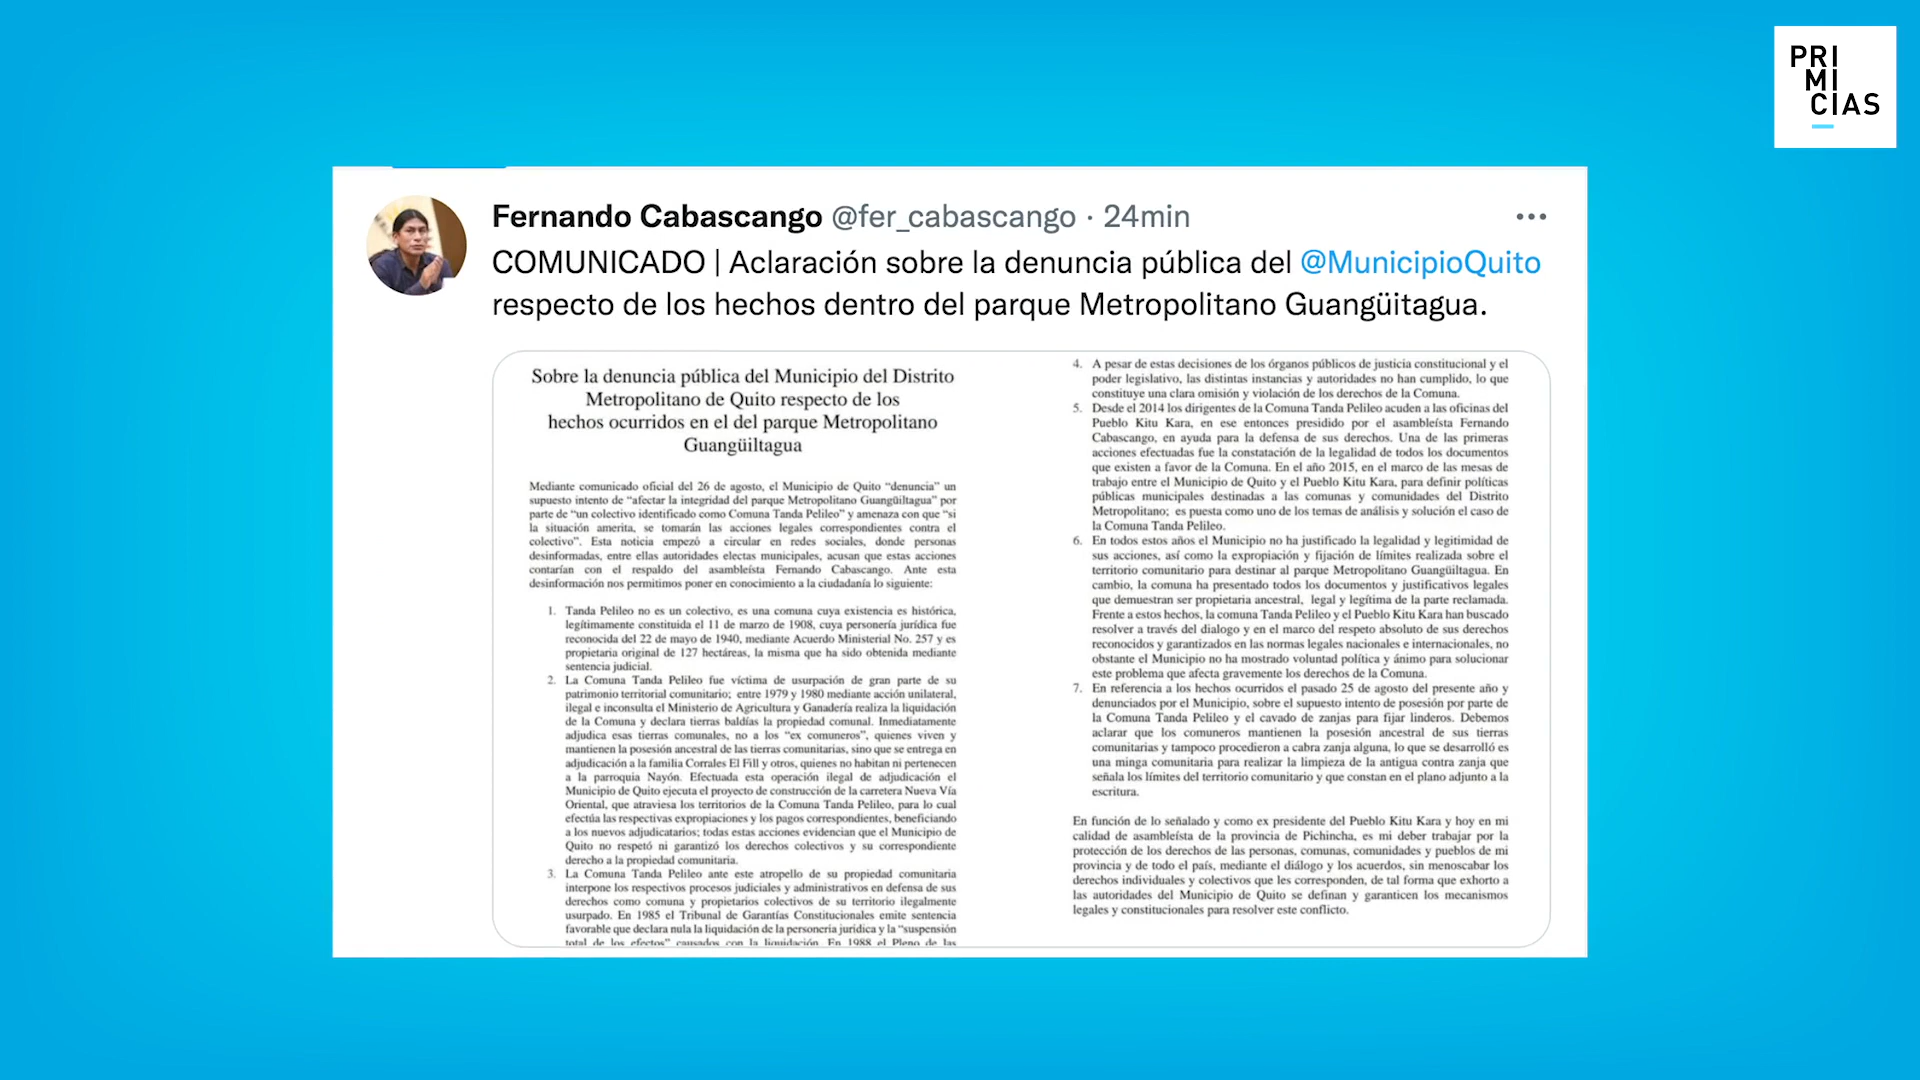 PRI
MI
CIAS
Fernando Cabascango @fer_cabascango · 24min
COMUNICADO | Aclaración sobre la denuncia pública del @MunicipioQuito
respecto de los hechos dentro del parque Metropolitano Guangüitagua.
Sobre la denuncia pública del Municipio del Distrito
Metropolitano de Quito respecto de los
hechos ocurridos en el del parque Metropolitano
Guangüiltagua
Mediante comunicado oficial del 26 de agosto, el Municipio de Quito “denuncia” un
supuesto intento de “afectar la integridad del parque Metropolitano Guangüiltagua” por
parte de “un colectivo identificado como Comuna Tanda Pelileo” y amenaza con que “si
la situación amerita, se tomarán las acciones legales correspondientes contra el
colectivo”. Esta noticia empezó a circular en redes sociales, donde personas
desinformadas, entre ellas autoridades electas municipales, acusan que estas acciones
contarían con el respaldo del asambleísta Fernando Cabascango. Ante esta
desinformación nos permitimos poner en conocimiento a la ciudadanía lo siguiente:
1. Tanda Pelileo no es un colectivo, es una comuna cuya existencia es histórica,
legítimamente constituida el 11 de marzo de 1908, cuya personería jurídica fue
reconocida del 22 de mayo de 1940, mediante Acuerdo Ministerial No. 257 y es
propietaria original de 127 hectáreas, la misma que ha sido obtenida mediante
sentencia judicial.
2. La Comuna Tanda Pelileo fue víctima de usurpación de gran parte de su
patrimonio territorial comunitario; entre 1979 y 1980 mediante acción unilateral,
ilegal e inconsulta el Ministerio de Agricultura y Ganadería realiza la liquidación
de la Comuna y declara tierras baldías la propiedad comunal. Inmediatamente
adjudica esas tierras comunales, no a los “ex comuneros”, quienes viven y
mantienen la posesión ancestral de las tierras comunitarias, sino que se entrega en
adjudicación a la familia Corrales El Fill y otros, quienes no habitan ni pertenecen
a la parroquia Nayón. Efectuada esta operación ilegal de adjudicación el
Municipio de Quito ejecuta el proyecto de construcción de la carretera Nueva Vía
Oriental, que atraviesa los territorios de la Comuna Tanda Pelileo, para lo cual
efectúa las respectivas expropiaciones y los pagos correspondientes, beneficiando
a los nuevos adjudicatarios; todas estas acciones evidencian que el Municipio de
Quito no respetó ni garantizó los derechos colectivos y su correspondiente
derecho a la propiedad comunitaria.
3. La Comuna Tanda Pelileo ante este atropello de su propiedad comunitaria
interpone los respectivos procesos judiciales y administrativos en defensa de sus
derechos como comuna y propietarios colectivos de su territorio ilegalmente
usurpado. En 1985 el Tribunal de Garantías Constitucionales emite sentencia
favorable que declara nula la liquidación de la personería jurídica y la “suspensión
total de los efectos” causados con la liquidación. En 1988 el Pleno de las
4. A pesar de estas decisiones de los órganos públicos de justicia constitucional y el
poder legislativo, las distintas instancias y autoridades no han cumplido, lo que
constituye una clara omisión y violación de los derechos de la Comuna.
5. Desde el 2014 los dirigentes de la Comuna Tanda Pelileo acuden a las oficinas del
Pueblo Kitu Kara, en ese entonces presidido por el asambleísta Fernando
Cabascango, en ayuda para la defensa de sus derechos. Una de las primeras
acciones efectuadas fue la constatación de la legalidad de todos los documentos
que existen a favor de la Comuna. En el año 2015, en el marco de las mesas de
trabajo entre el Municipio de Quito y el Pueblo Kitu Kara, para definir políticas
públicas municipales destinadas a las comunas y comunidades del Distrito
Metropolitano; es puesta como uno de los temas de análisis y solución el caso de
la Comuna Tanda Pelileo.
6. En todos estos años el Municipio no ha justificado la legalidad y legitimidad de
sus acciones, así como la expropiación y fijación de límites realizada sobre el
territorio comunitario para destinar al parque Metropolitano Guangüiltagua. En
cambio, la comuna ha presentado todos los documentos y justificativos legales
que demuestran ser propietaria ancestral, legal y legítima de la parte reclamada.
Frente a estos hechos, la comuna Tanda Pelileo y el Pueblo Kitu Kara han buscado
resolver a través del dialogo y en el marco del respeto absoluto de sus derechos
reconocidos y garantizados en las normas legales nacionales e internacionales, no
obstante el Municipio no ha mostrado voluntad política y ánimo para solucionar
este problema que afecta gravemente los derechos de la Comuna.
7. En referencia a los hechos ocurridos el pasado 25 de agosto del presente año y
denunciados por el Municipio, sobre el supuesto intento de posesión por parte de
la Comuna Tanda Pelileo y el cavado de zanjas para fijar linderos. Debemos
aclarar que los comuneros mantienen la posesión ancestral de sus tierras
comunitarias y tampoco procedieron a cabra zanja alguna, lo que se desarrolló es
una minga comunitaria para realizar la limpieza de la antigua contra zanja que
señala los límites del territorio comunitario y que constan en el plano adjunto a la
escritura.
En función de lo señalado y como ex presidente del Pueblo Kitu Kara y hoy en mi
calidad de asambleísta de la provincia de Pichincha, es mi deber trabajar por la
protección de los derechos de las personas, comunas, comunidades y pueblos de mi
provincia y de todo el país, mediante el diálogo y los acuerdos, sin menoscabar los
derechos individuales y colectivos que les corresponden, de tal forma que exhorto a
las autoridades del Municipio de Quito se definan y garanticen los mecanismos
legales y constitucionales para resolver este conflicto.